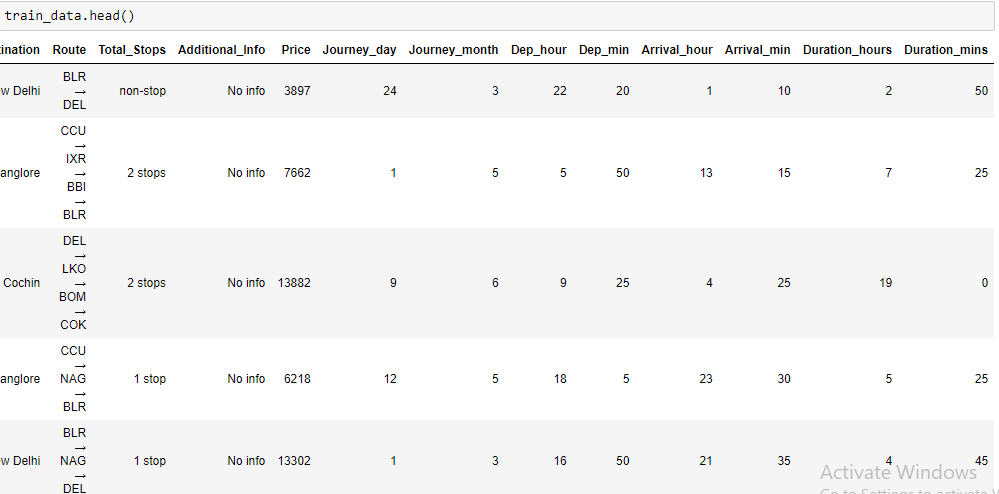 train_data.head()
ination Route Total_Stops Additional_Info Price Journey_day Journey_month Dep_hour Dep_min Arrival_hour Arrival_min Duration_hours Duration_mins
BLR
→
w Delhi non-stop No info 3897 24 3 22 20 1 10 2 50
DEL
CCU
→
IXR
→
anglore 2 stops No info 7662 1 5 5 50 13 15 7 25
BBI
→
BLR
DEL
→
LKO
→
Cochin 2 stops No info 13882 9 6 9 25 4 25 19 0
BOM
→
COK
CCU
→
anglore NAG 1 stop No info 6218 12 5 18 5 23 30 5 25
→
BLR
BLR
→
w Delhi NAG 1 stop No info 13302 1 3 16 50 21 35 4 45
→
DEL
Activate Windows
Go to Settings to activate W